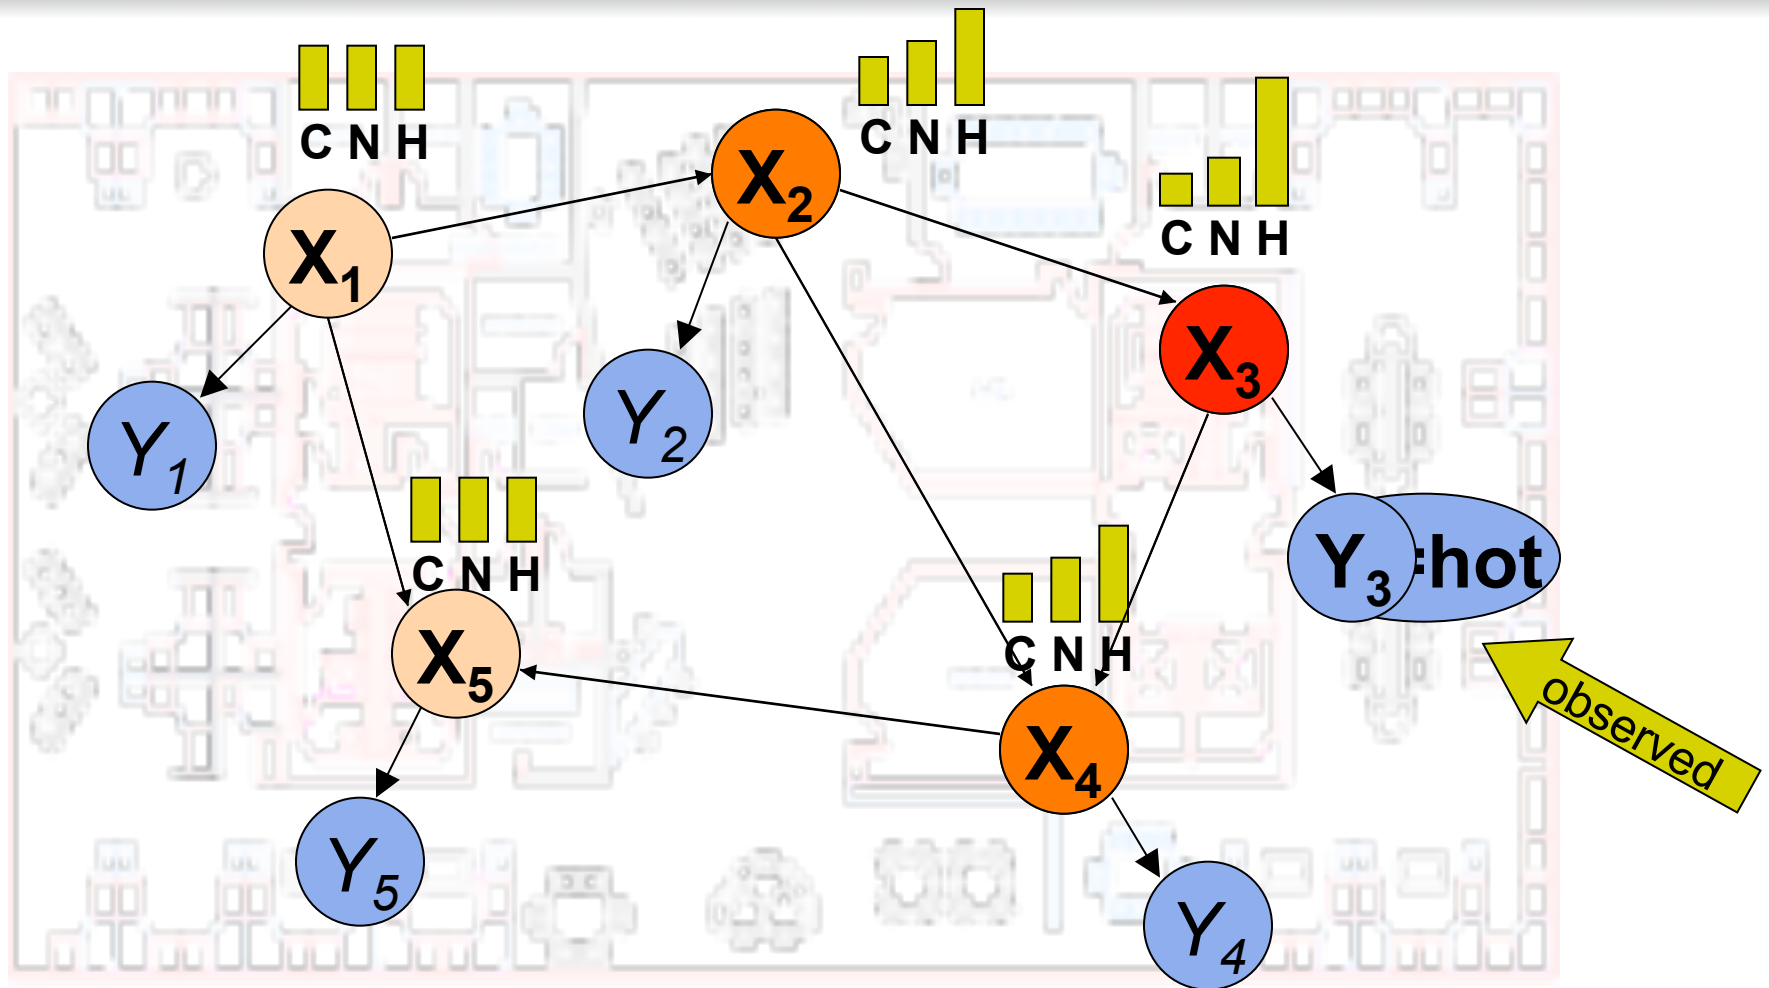 C N H
X2
C N H
C N H
X1
X3
Y1
Y2
C N H
Y3=hot
X5
C N H
observed
X4
Y5
Y4